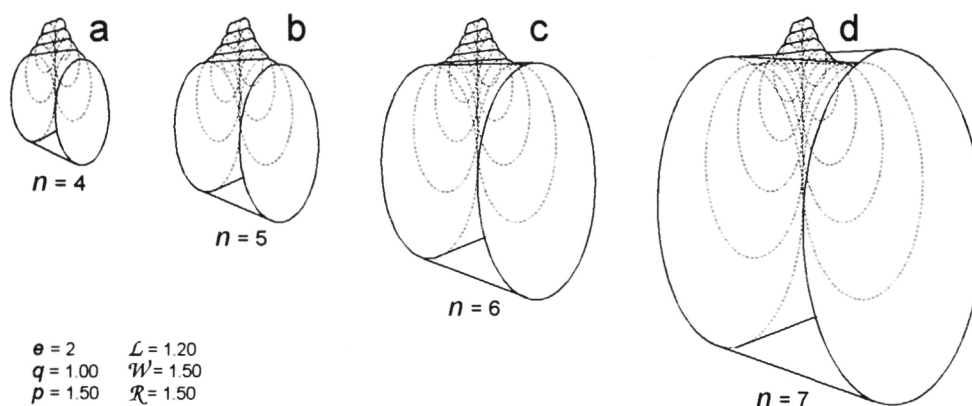 a b c d
n = 4
n = 5
n = 6
n = 7
e = 2 ℒ = 1.20
q = 1.00 𝒲 = 1.50
p = 1.50 ℛ = 1.50